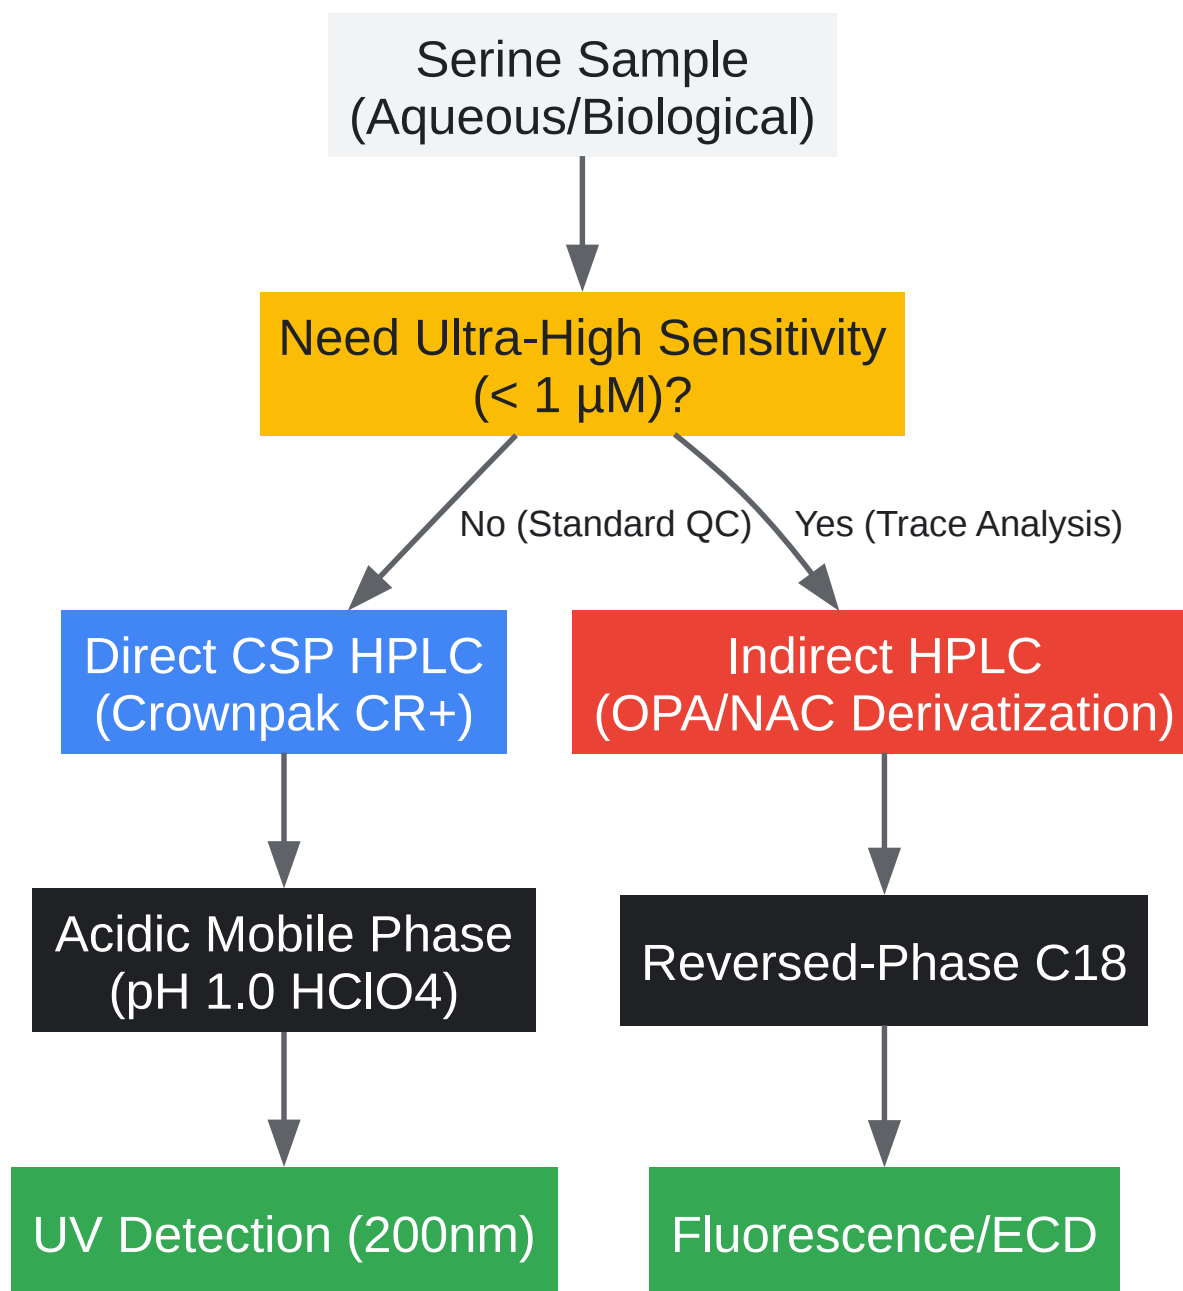 Serine Sample
(Aqueous/Biological)
Need Ultra-High Sensitivity
(< 1 µM)?
No (Standard QC)
Yes (Trace Analysis)
Direct CSP HPLC
(Crownpak CR+)
Indirect HPLC
(OPA/NAC Derivatization)
Acidic Mobile Phase
(pH 1.0 HClO4)
Reversed-Phase C18
UV Detection (200nm)
Fluorescence/ECD